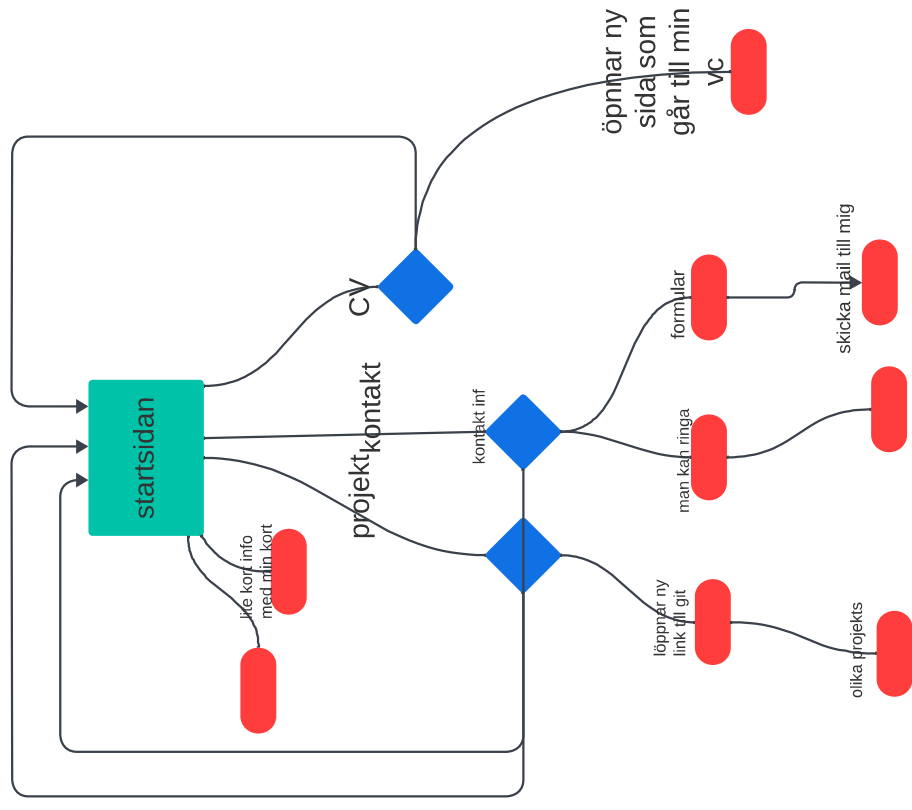 öpnnar ny
sida som
går till min
vc
CV
skicka mail till mig
formular
kontakt
kontakt inf
man kan ringa
startsidan
projekt
lite kort info
med min kort
löppnar ny
link till git
olika projekts